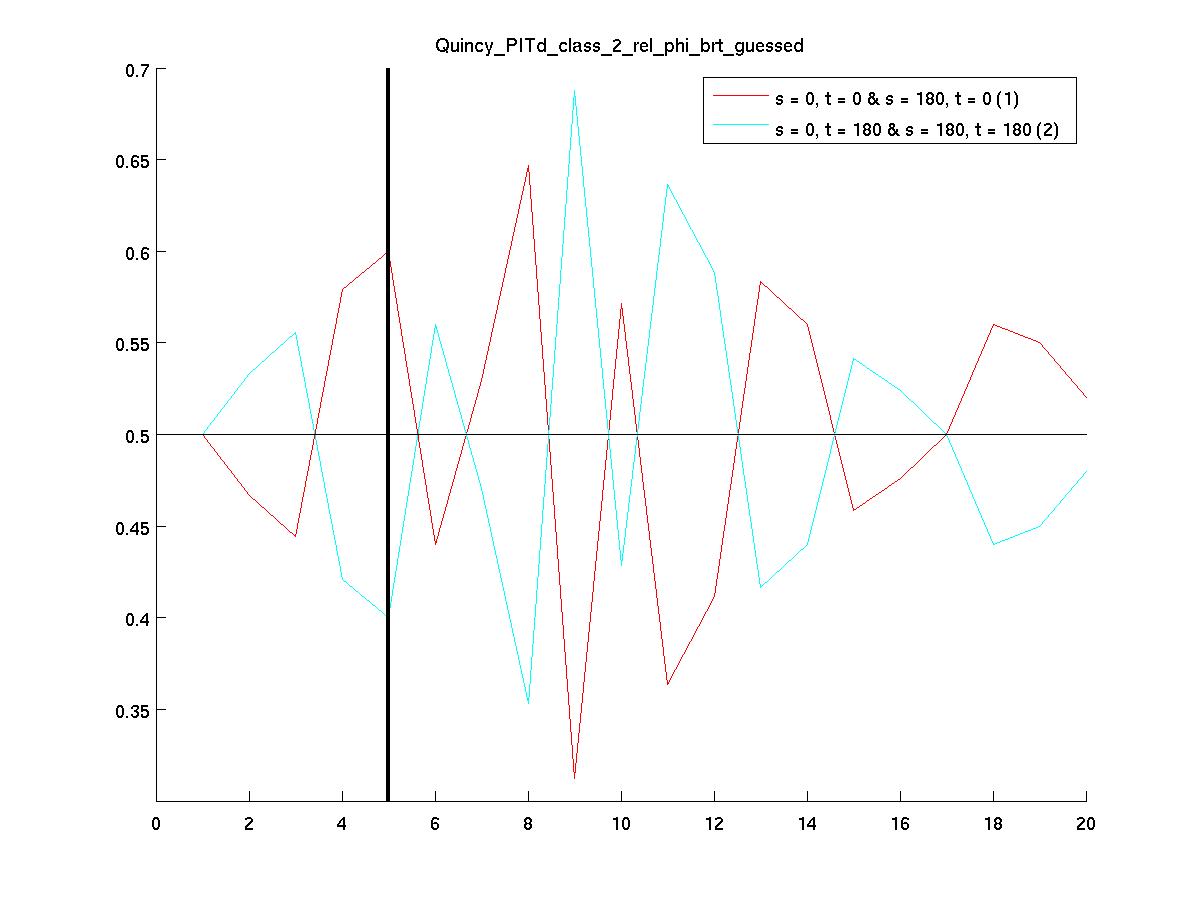 Quincy_PITd_class_2_rel_phi_brt_guessed
s = 0, t = 0 & s = 180, t = 0 (1)
s = 0, t = 180 & s = 180, t = 180 (2)
0.7
0.65
0.6
0.55
0.5
0.45
0.4
0.35
0 2 4 6 8 10 12 14 16 18 20